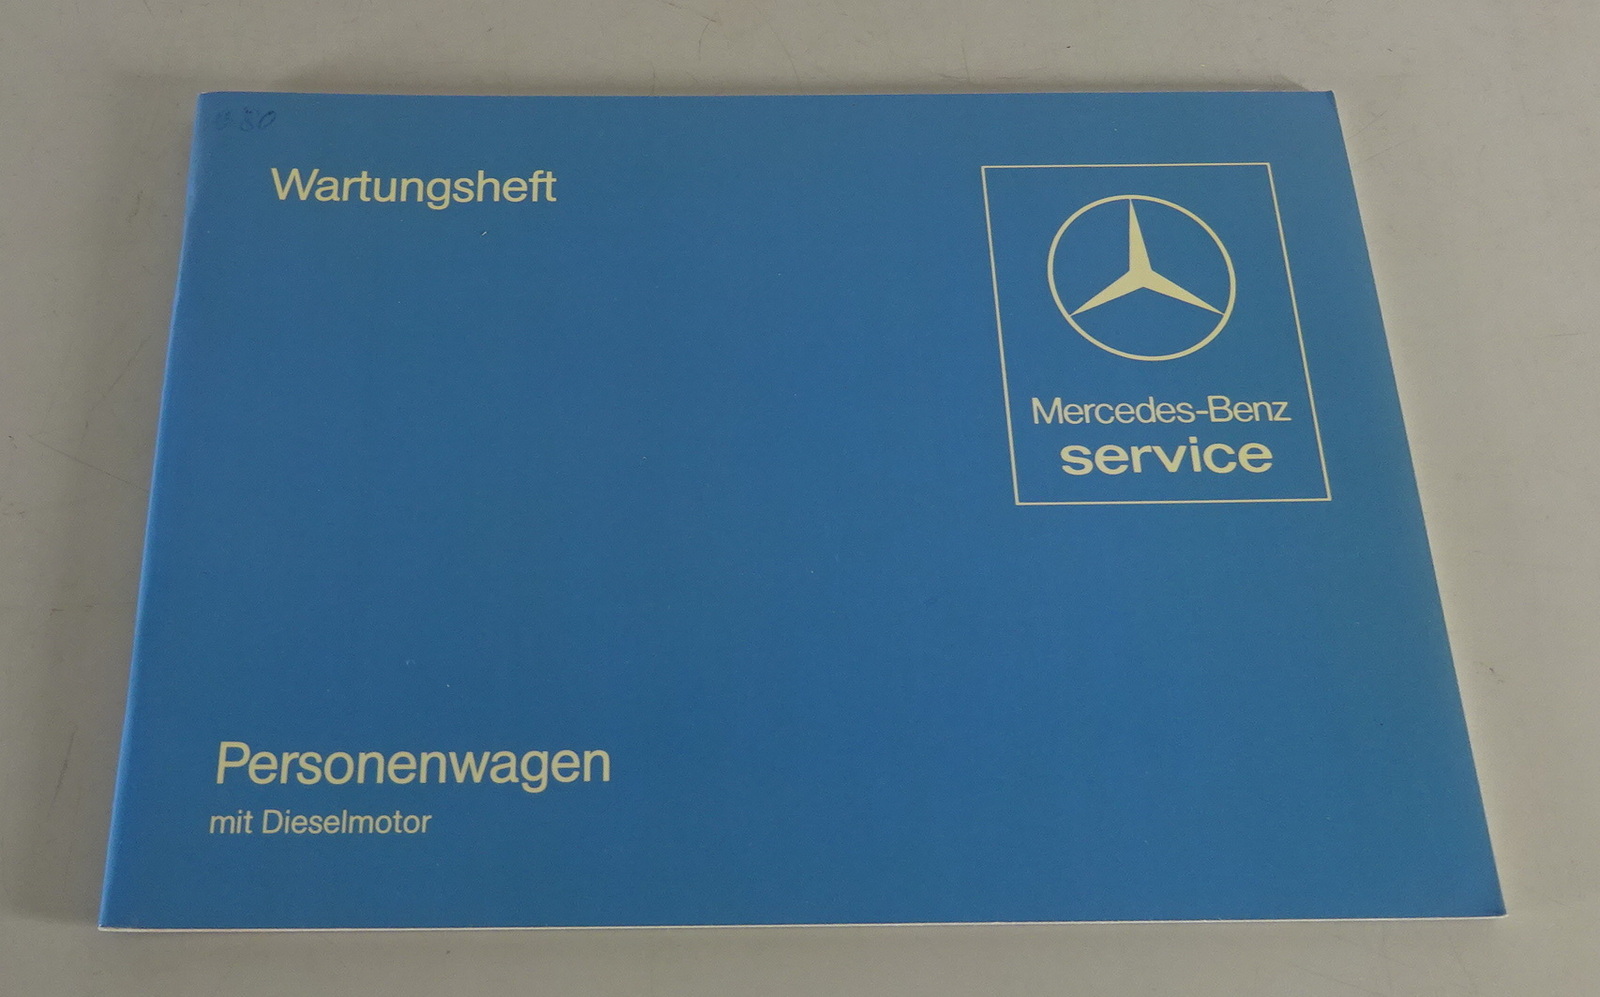 Wartungsheft
Mercedes-Benz
service
Personenwagen
mit Dieselmotor